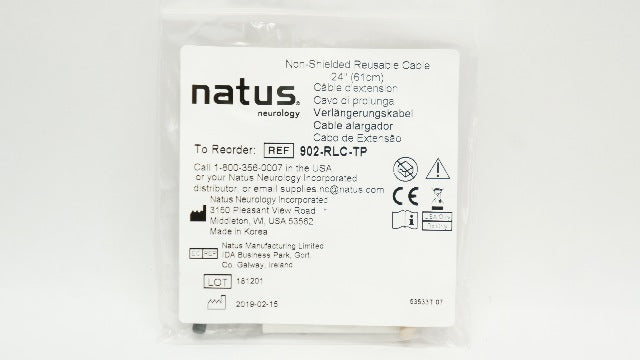 Non-Shielded Reusable Cable
24" (61cm)
natus
neurology
Câble d'extension
Cavo di prolunga
Verlängerungskabel
Cable alargador
Cabo de Extensão
To Reorder: REF 902-RLC-TP
Call 1-800-356-0007 in the USA
or your Natus Neurology Incorporated
distributor, or email supplies.nc@natus.com
Natus Neurology Incorporated
3150 Pleasant View Road
Middleton, WI, USA 53562
Made in Korea
CE
Natus Manufacturing Limited
EC REP IDA Business Park, Gort
Co. Galway, Ireland
LOT 181201
2019-02-15